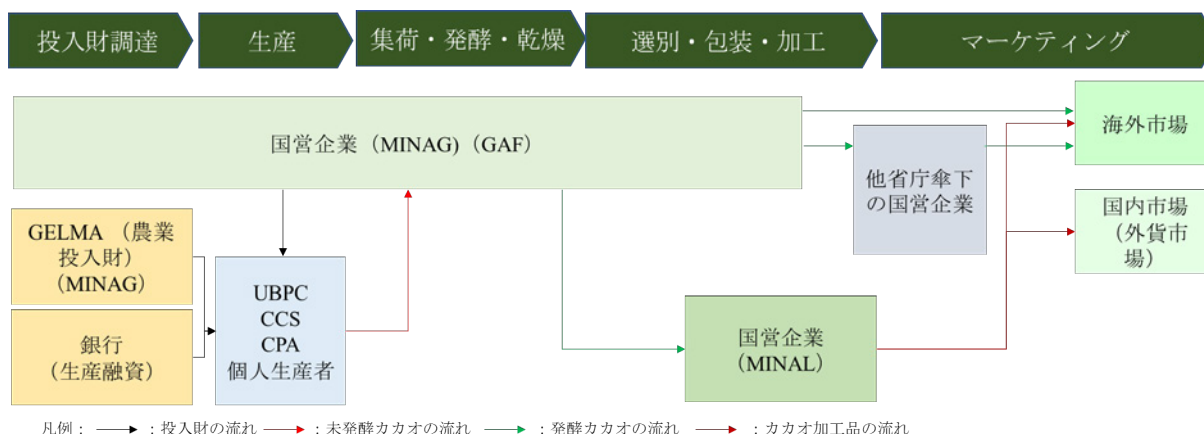 投入財調達
生産
集荷・発酵・乾燥
選別・包装・加工
マーケティング
国営企業（MINAG)（GAF）
海外市場
他省庁傘下
の国営企業
国内市場
（外貨市
場）
GELMA （農業
投入財）
(MINAG)
UBPC
CCS
CPA
個人生産者
銀行
（生産融資）
国営企業
（MINAL）
凡例： ：投入財の流れ ：未発酵カカオの流れ ：発酵カカオの流れ ：カカオ加工品の流れ